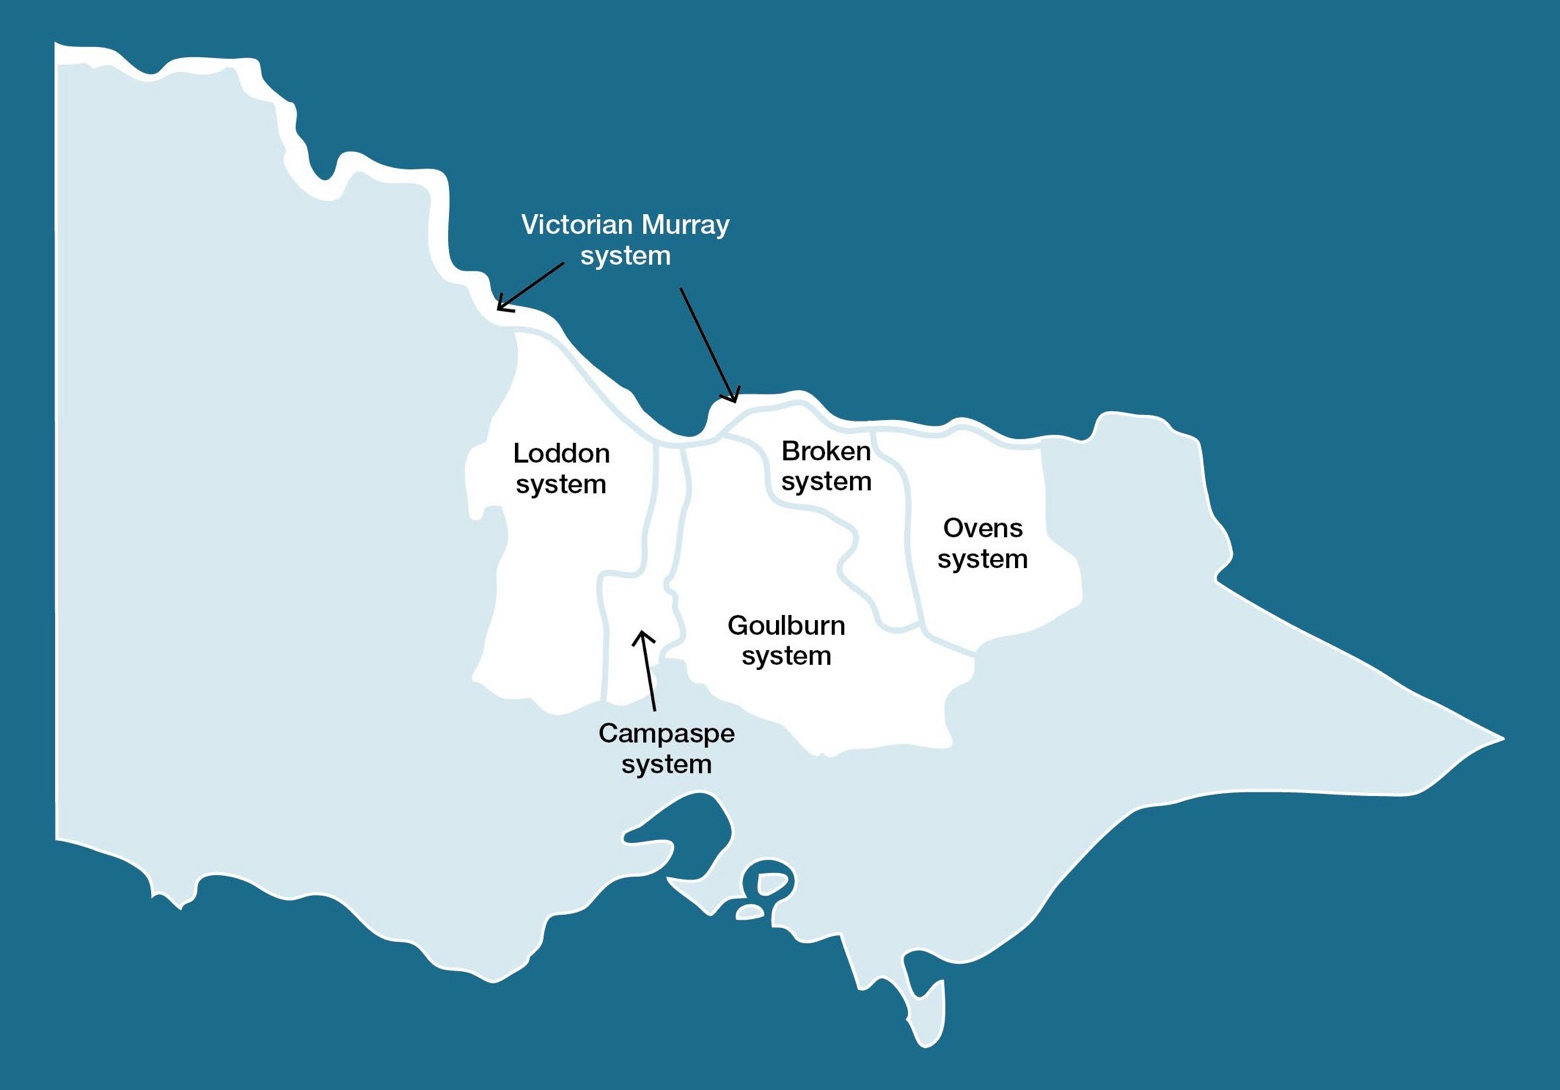 Victorian Murray
system
Loddon
system
Broken
system
Ovens
system
Goulburn
system
Campaspe
system